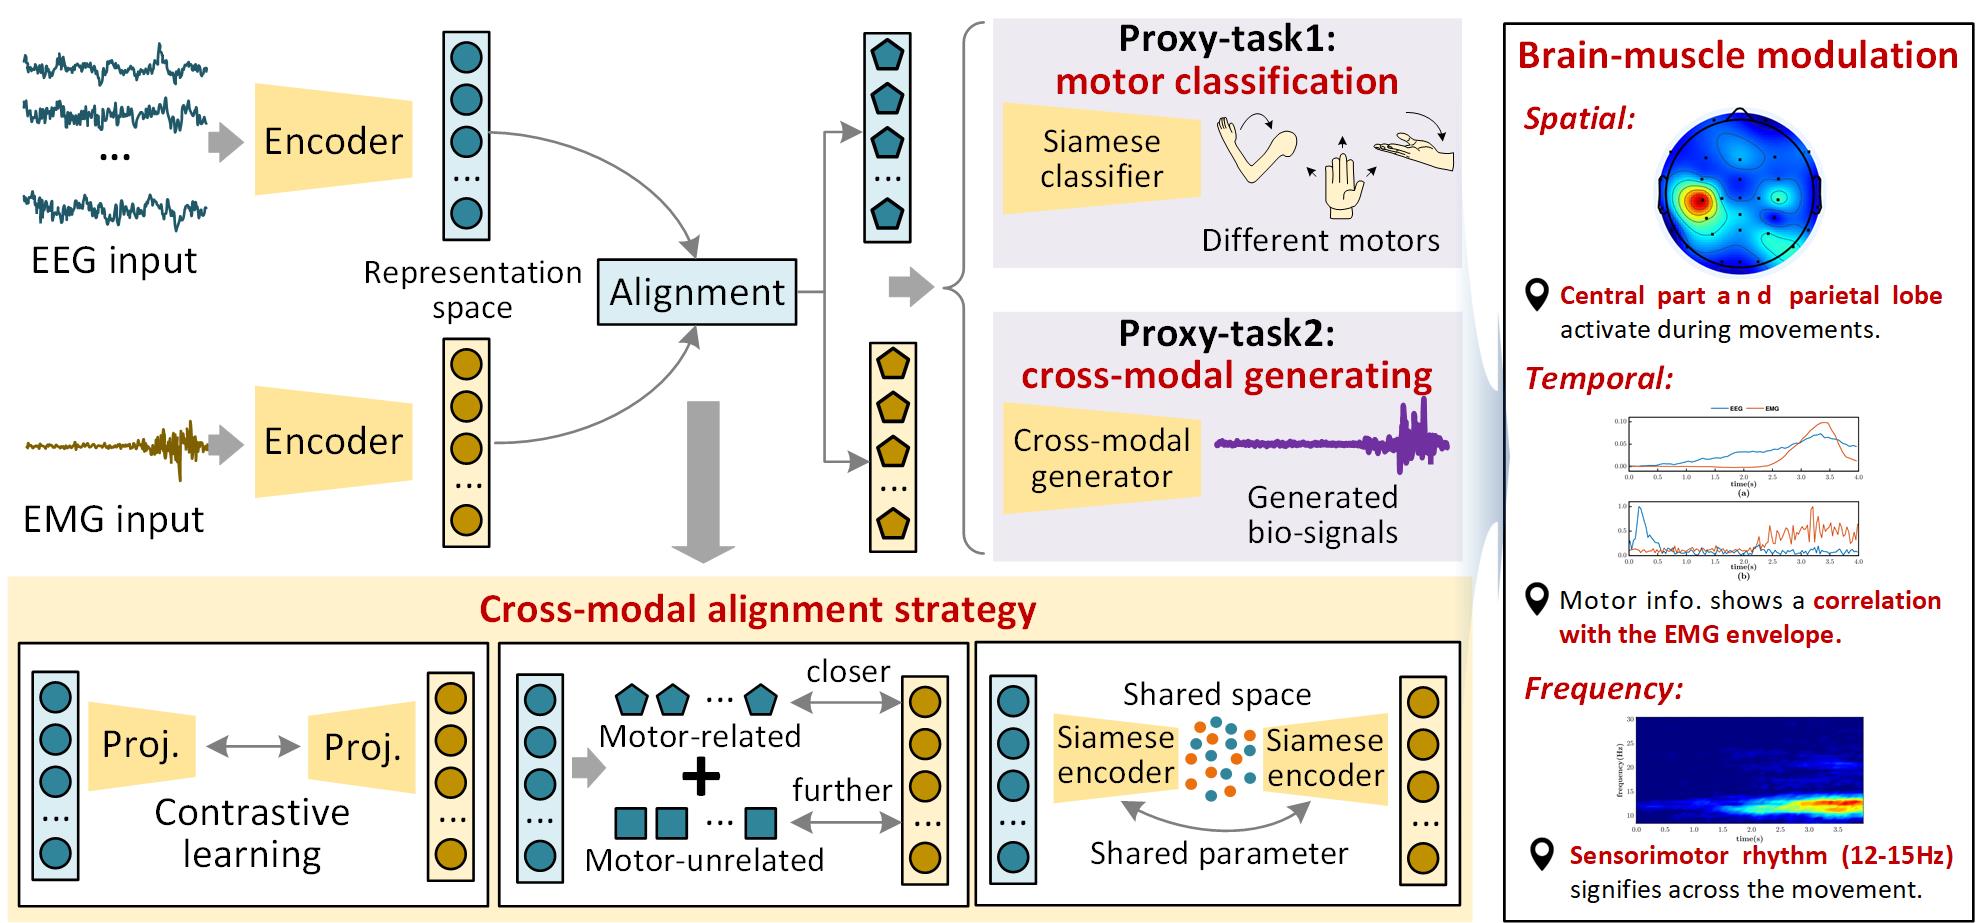 EEG input
Encoder
...
Representation
space
EMG input
Encoder
...
Alignment
...
...
Proxy-task1:
motor classification
Siamese
classifier
Different motors
Proxy-task2:
cross-modal generating
Cross-modal
generator
Generated
bio-signals
Cross-modal alignment strategy
...
Proj.
Proj.
Contrastive
learning
...
...
closer
...
Motor-related
+
further
...
Motor-unrelated
...
...
Shared space
Siamese
encoder
Siamese
encoder
Shared parameter
...
Brain-muscle modulation
Spatial:
Central part and parietal lobe
activate during movements.
Temporal:
EEG EMG
0.10
0.05
0.00
0.0 0.5 1.0 1.5 2.0 2.5 3.0 3.5 4.0
time(s)
(a)
1.0
0.5
0.0
0.0 0.5 1.0 1.5 2.0 2.5 3.0 3.5 4.0
time(s)
(b)
Motor info. shows a correlation
with the EMG envelope.
Frequency:
frequency(Hz)
30
25
20
15
10
0.0 0.5 1.0 1.5 2.0 2.5 3.0 3.5
time(s)
Sensorimotor rhythm (12-15Hz)
signifies across the movement.